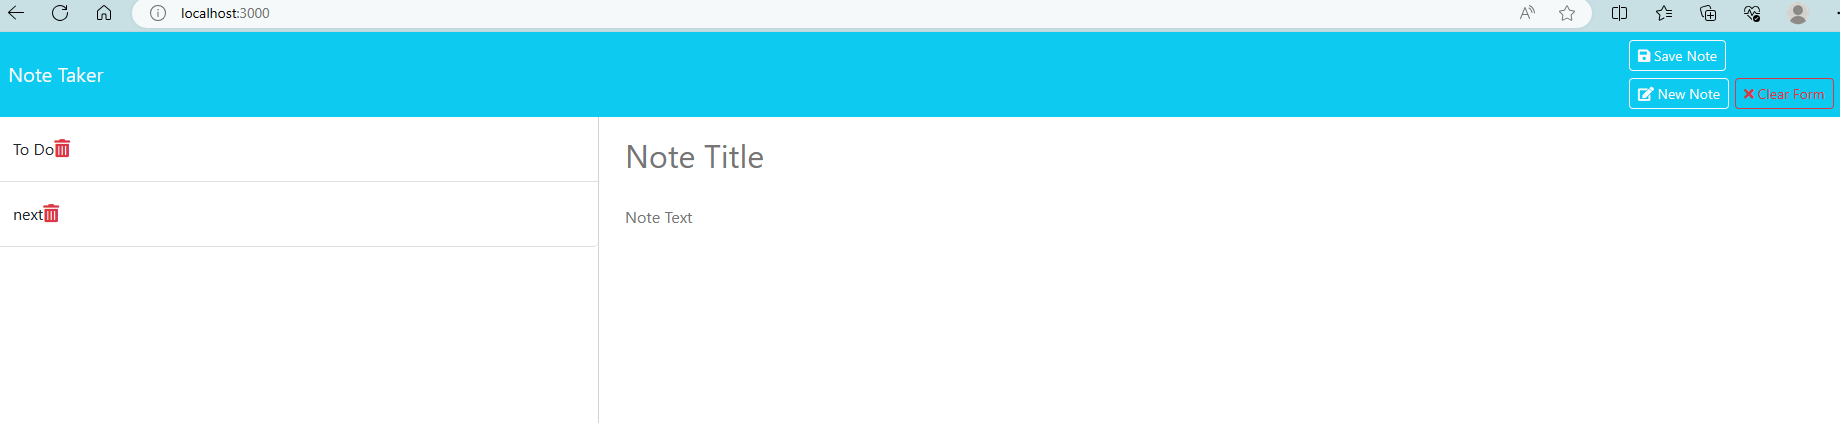 localhost:3000
Note Taker
Save Note
New Note
Clear Form
To Do
next
Note Title
Note Text